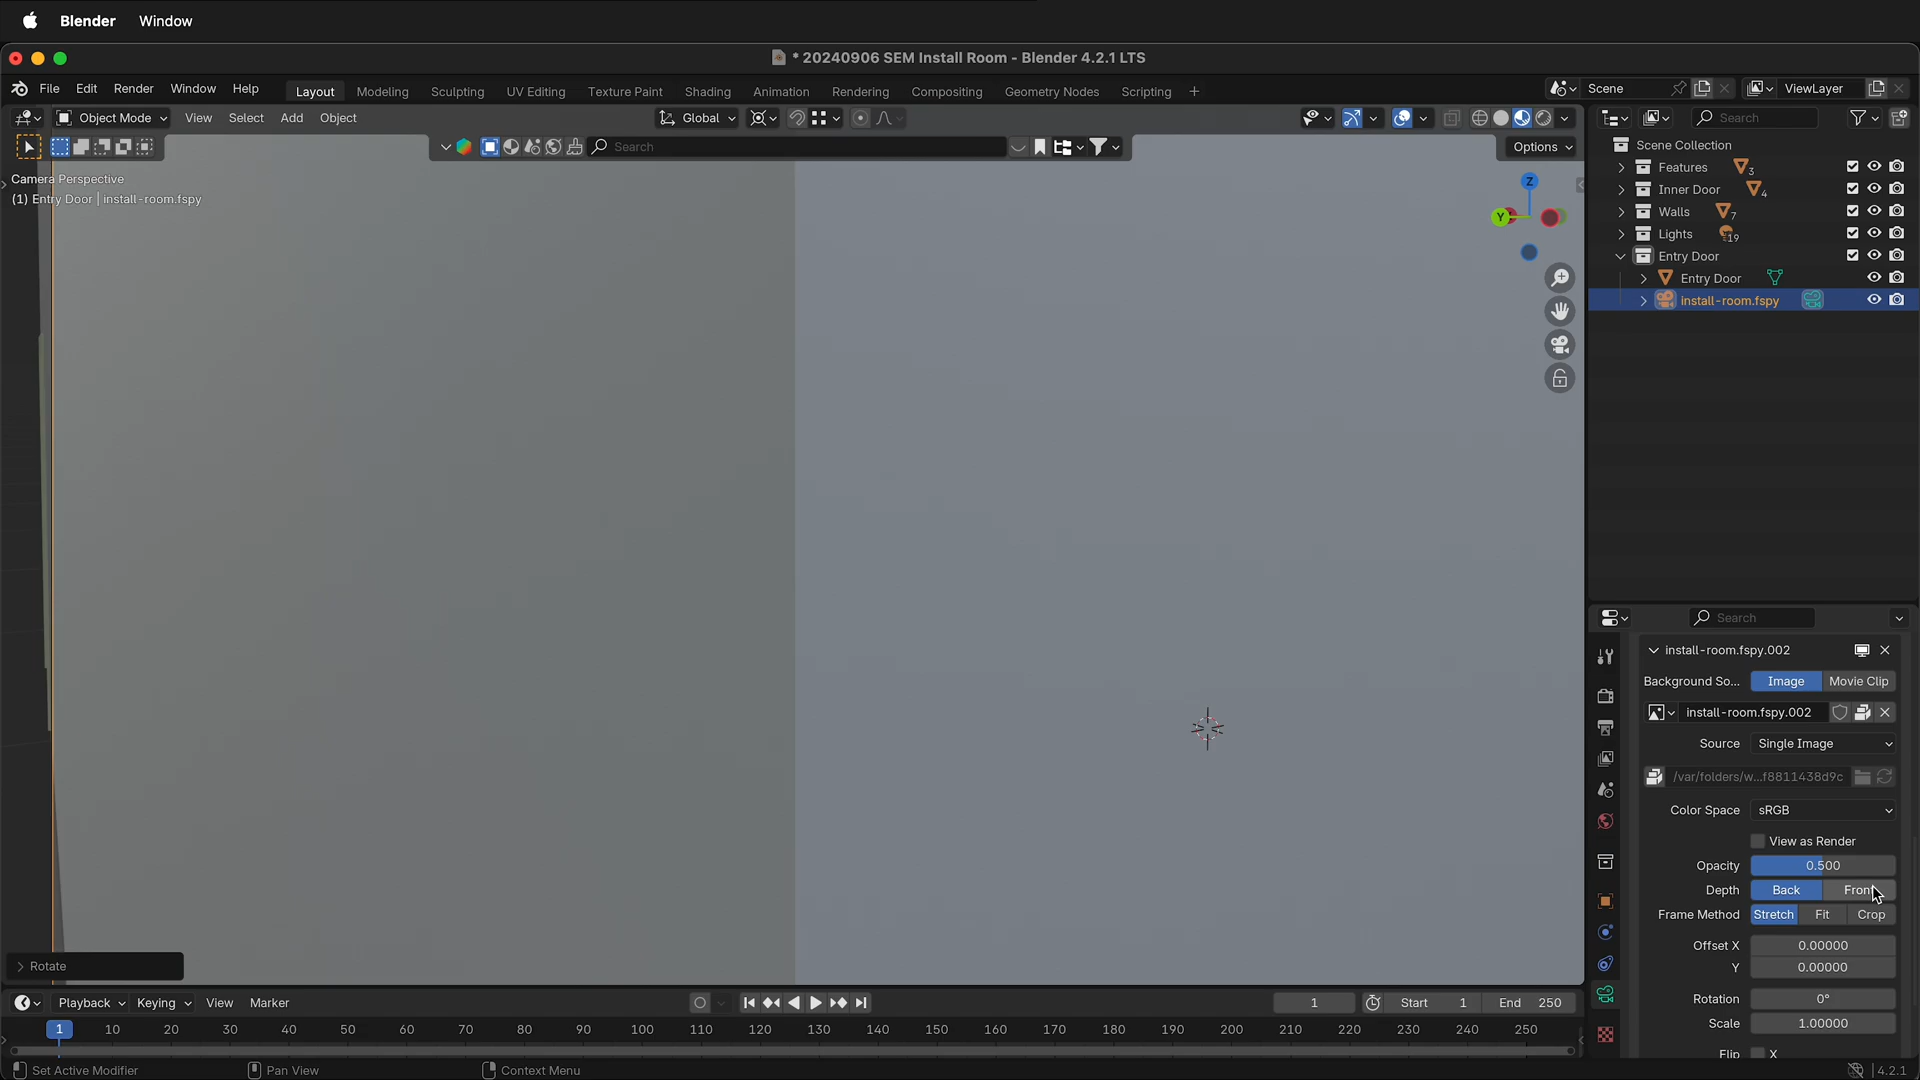 Blender Window
* 20240906 SEM Install Room - Blender 4.2.1 LTS
File Edit Render Window Help Layout Modeling Sculpting UV Editing Texture Paint Shading Animation Rendering Compositing Geometry Nodes Scripting + Scene ViewLayer
Object Mode View Select Add Object Global Search
Search Options
Camera Perspective
(1) Entry Door | install-room.fspy
Z
Y
Scene Collection
Features 3
Inner Door 4
Walls 7
Lights 19
Entry Door
Entry Door
install-room.fspy
Search
install-room.fspy.002
Background So... Image Movie Clip
install-room.fspy.002
Source Single Image
/var/folders/w...f8811438d9c
Color Space sRGB
View as Render
Opacity 0.500
Depth Back Front
Frame Method Stretch Fit Crop
Offset X 0.00000
Y 0.00000
Rotation 0°
Scale 1.00000
Flip X
Rotate
Playback Keying View Marker 1 Start 1 End 250
1 10 20 30 40 50 60 70 80 90 100 110 120 130 140 150 160 170 180 190 200 210 220 230 240 250
Set Active Modifier Pan View Context Menu 4.2.1